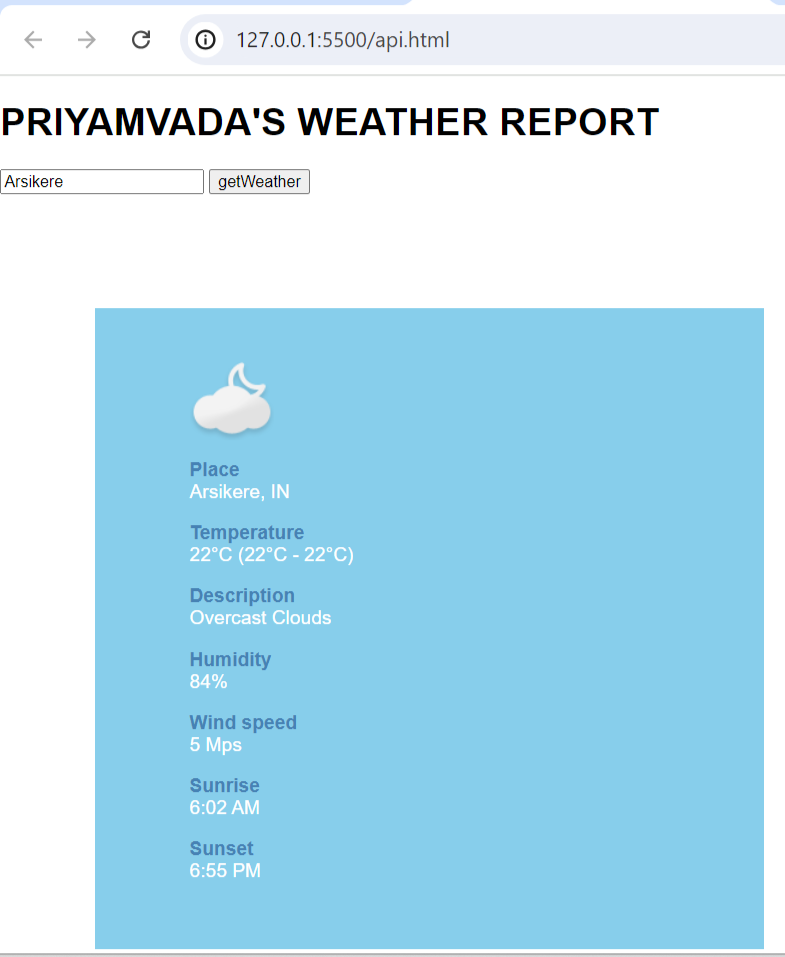 127.0.0.1:5500/api.html
PRIYAMVADA'S WEATHER REPORT
Arsikere getWeather
Place
Arsikere, IN
Temperature
22°C (22°C - 22°C)
Description
Overcast Clouds
Humidity
84%
Wind speed
5 Mps
Sunrise
6:02 AM
Sunset
6:55 PM